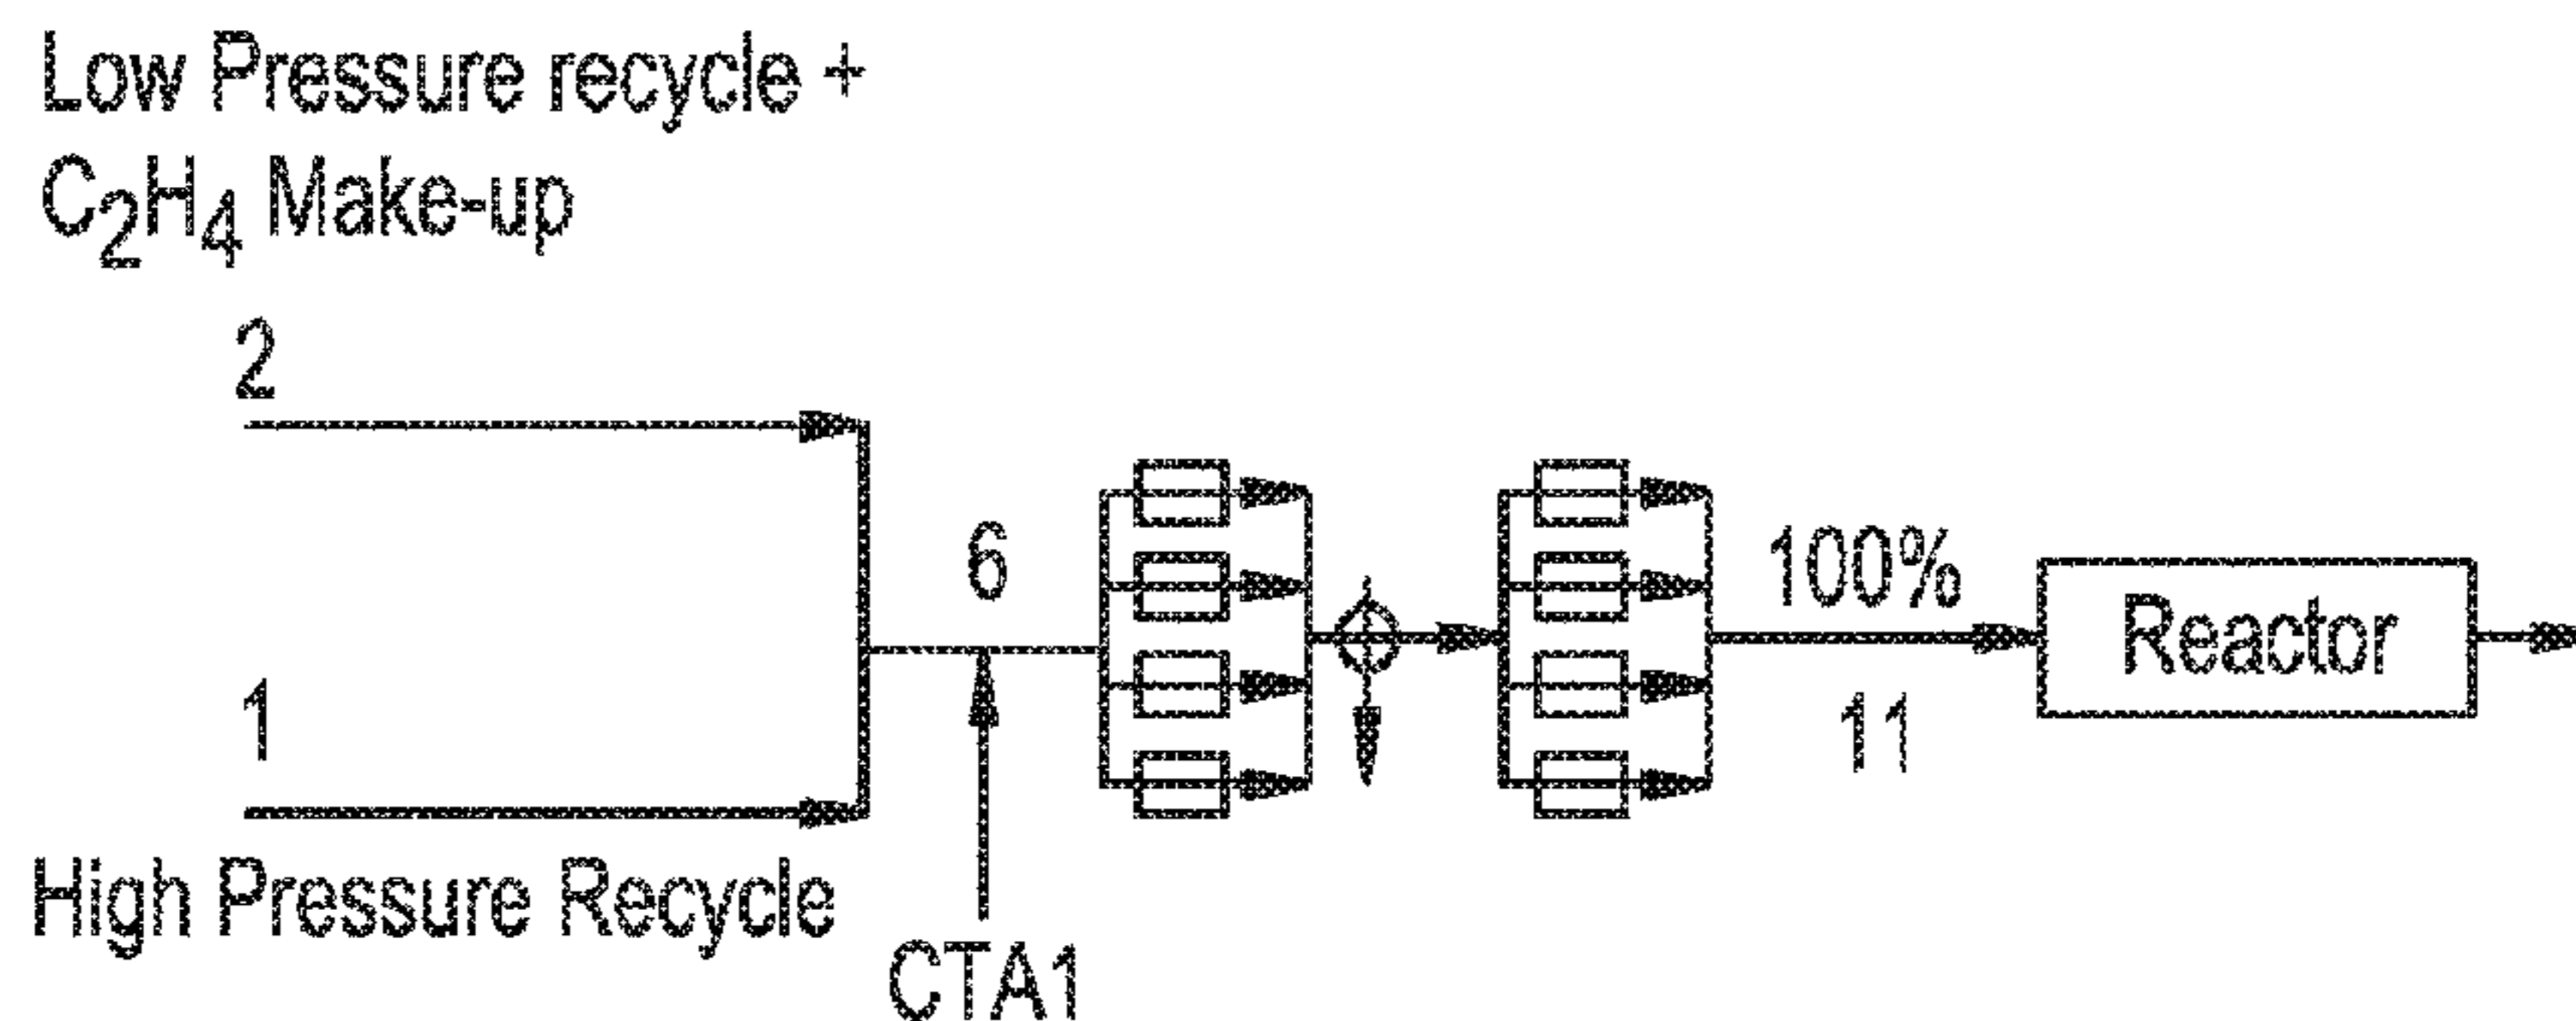 Low Pressure recycle +
C₂H₄ Make-up
2
6
100%
Reactor
1
11
High Pressure Recycle
CTA1